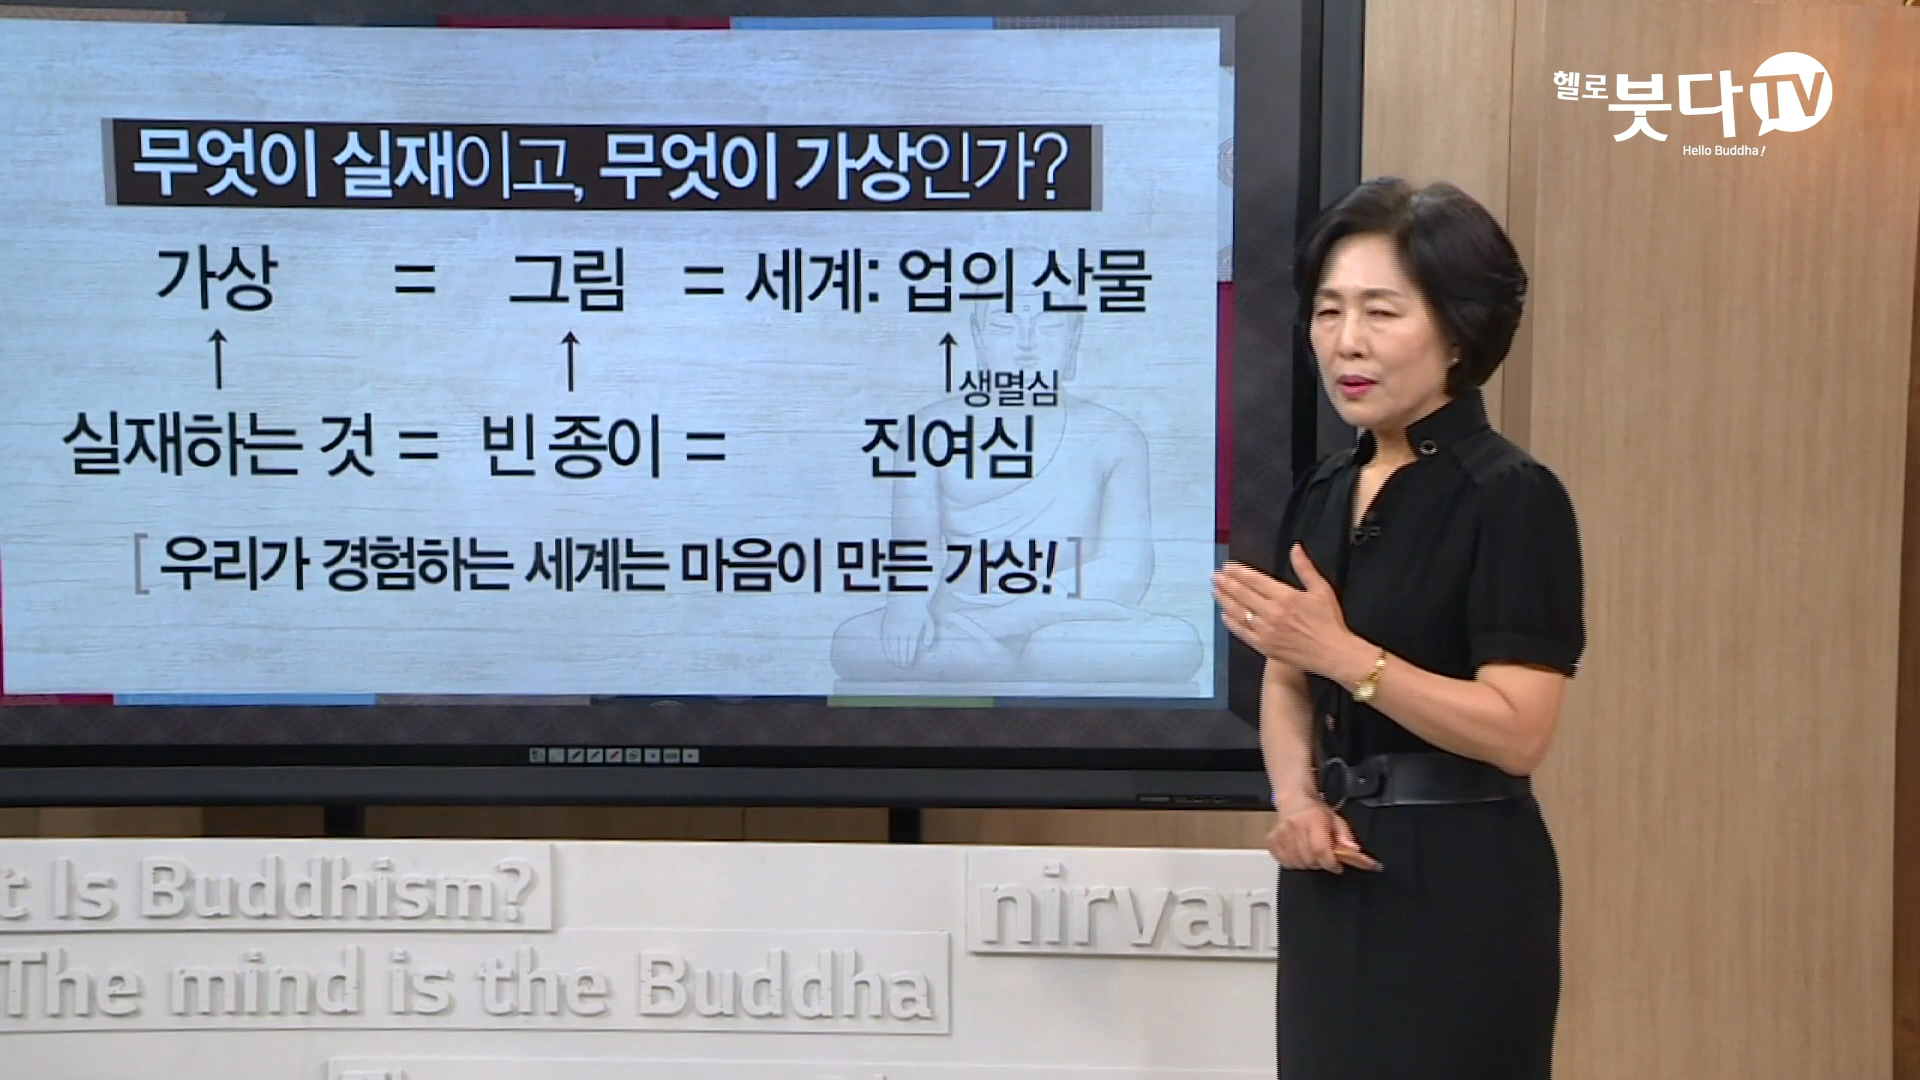 헬로붓다TV
Hello Buddha!
무엇이 실재이고, 무엇이 가상인가?
가상 = 그림 = 세계: 업의 산물
↑ ↑ ↑생멸심
실재하는 것 = 빈 종이 = 진여심
[우리가 경험하는 세계는 마음이 만든 가상!]
t Is Buddhism?
nirvan
The mind is the Buddha